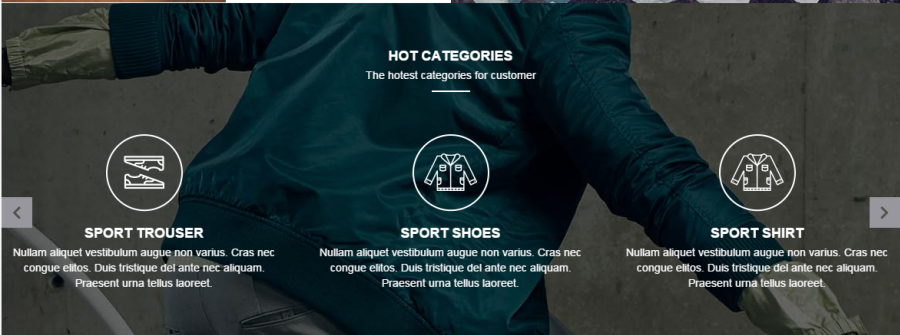 HOT CATEGORIES
The hotest categories for customer
SPORT TROUSER
Nullam aliquet vestibulum augue non varius. Cras nec
congue elitos. Duis tristique del ante nec aliquam.
Praesent urna tellus laoreet.
SPORT SHOES
Nullam aliquet vestibulum augue non varius. Cras nec
congue elitos. Duis tristique del ante nec aliquam.
Praesent urna tellus laoreet.
SPORT SHIRT
Nullam aliquet vestibulum augue non varius. Cras nec
congue elitos. Duis tristique del ante nec aliquam.
Praesent urna tellus laoreet.